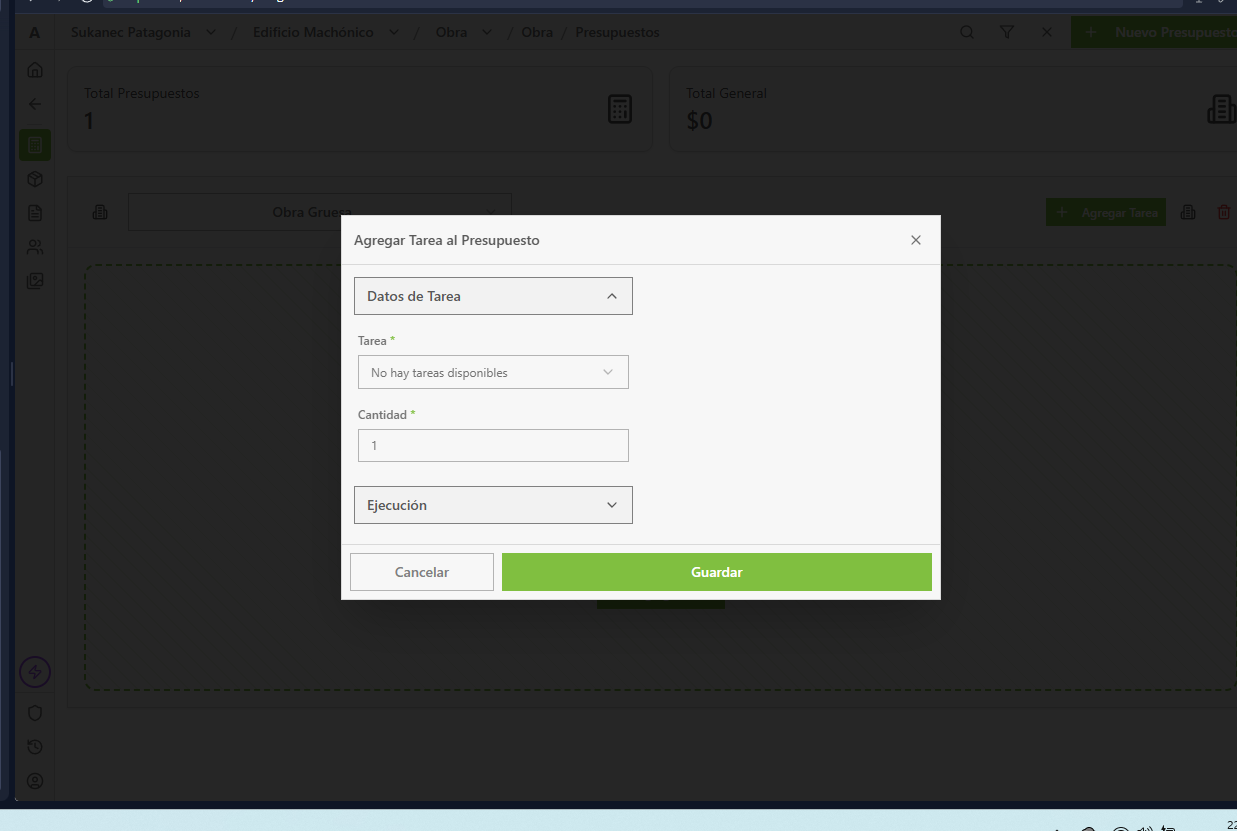 A Sukanec Patagonia / Edificio Machónico / Obra / Obra / Presupuestos + Nuevo Presupuesto
Total Presupuestos
1
Total General
$0
Obra Gruesa
+ Agregar Tarea
Agregar Tarea al Presupuesto
Datos de Tarea
Tarea *
No hay tareas disponibles
Cantidad *
1
Ejecución
Cancelar
Guardar
22